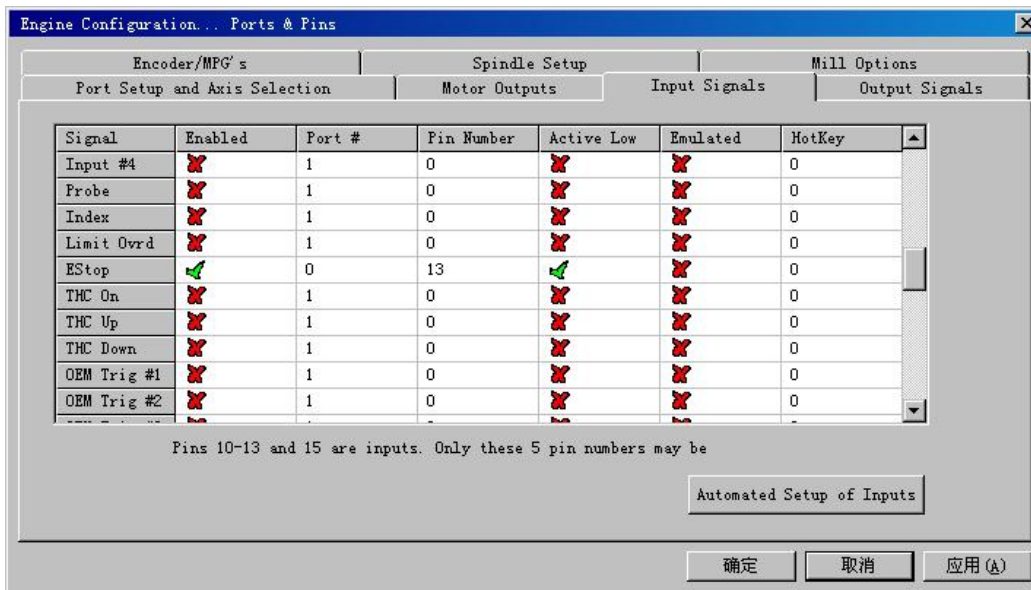 Engine Configuration... Ports & Pins
Encoder/MPG's Spindle Setup Mill Options
Port Setup and Axis Selection Motor Outputs Input Signals Output Signals
Signal Enabled Port # Pin Number Active Low Emulated HotKey
Input #4 1 0 0
Probe 1 0 0
Index 1 0 0
Limit Ovrd 1 0 0
EStop 0 13 0
THC On 1 0 0
THC Up 1 0 0
THC Down 1 0 0
OEM Trig #1 1 0 0
OEM Trig #2 1 0 0
Pins 10-13 and 15 are inputs. Only these 5 pin numbers may be
Automated Setup of Inputs
确定 取消 应用(A)